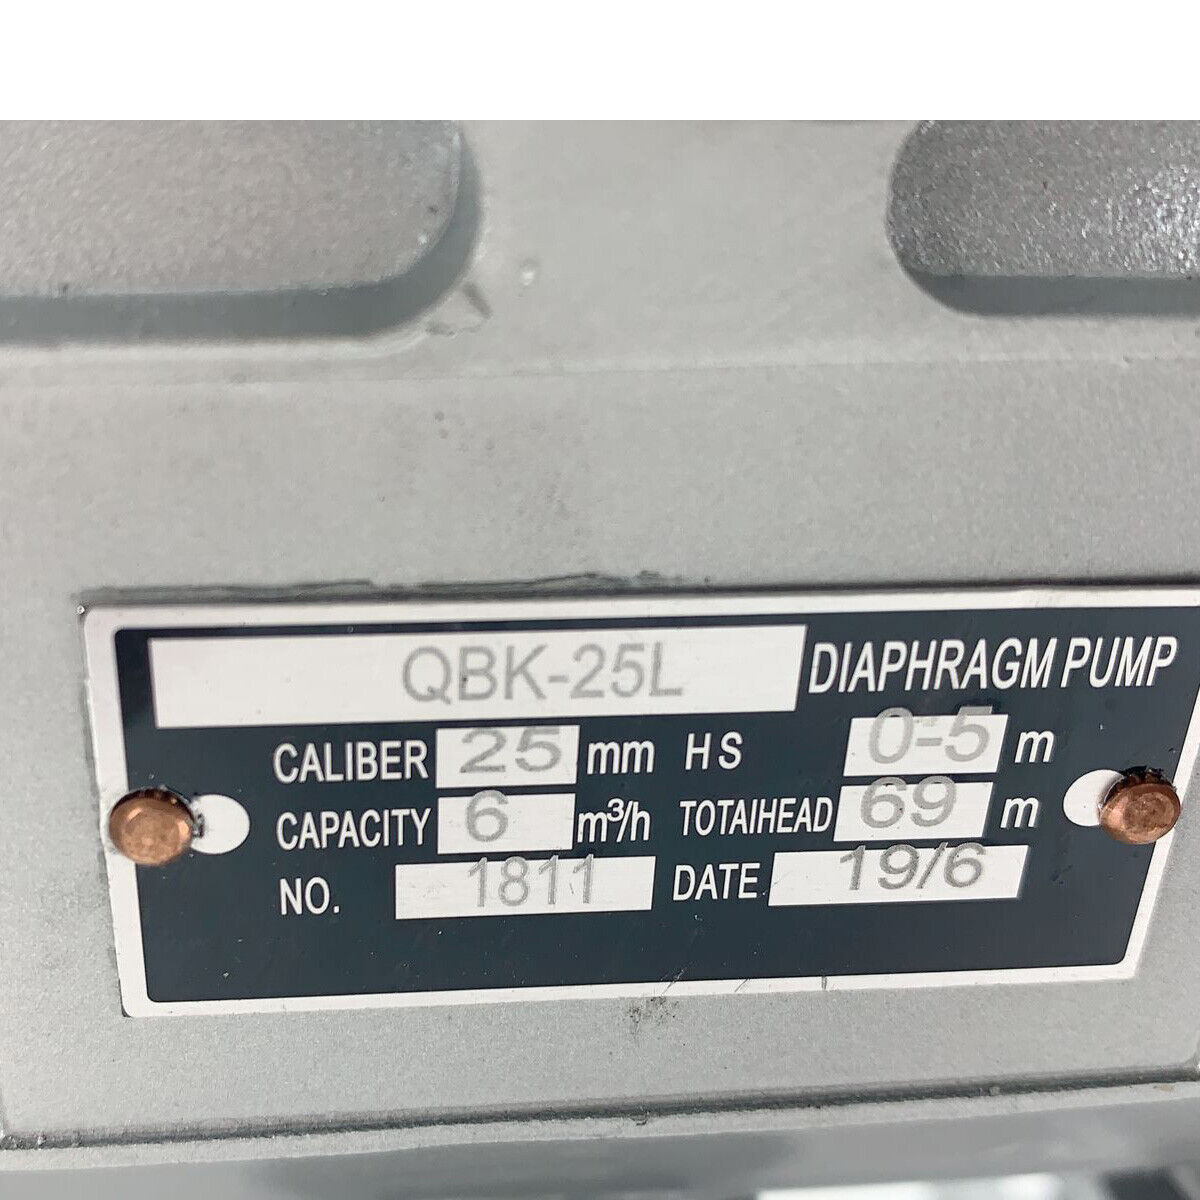 QBK-25L DIAPHRAGM PUMP
CALIBER 25 mm HS 0-5 m
CAPACITY 6 m³/h TOTAIHEAD 69 m
NO. 1811 DATE 19/6